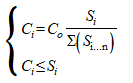 C_i = C_o S_i / Σ(S_i...n)
C_i ≤ S_i